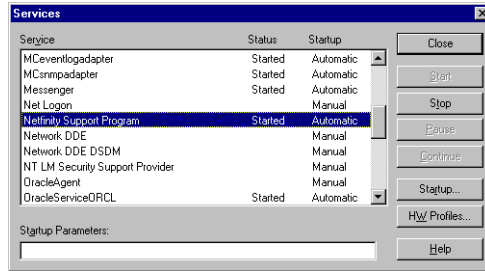 Services
Service Status Startup
MCeventlogadapter Started Automatic
MCsnmpadapter Started Automatic
Messenger Started Automatic
Net Logon Manual
Netfinity Support Program Started Automatic
Network DDE Manual
Network DDE DSDM Manual
NT LM Security Support Provider Manual
OracleAgent Manual
OracleServiceORCL Started Automatic
Startup Parameters:
Close
Start
Stop
Pause
Continue
Startup...
HW Profiles...
Help